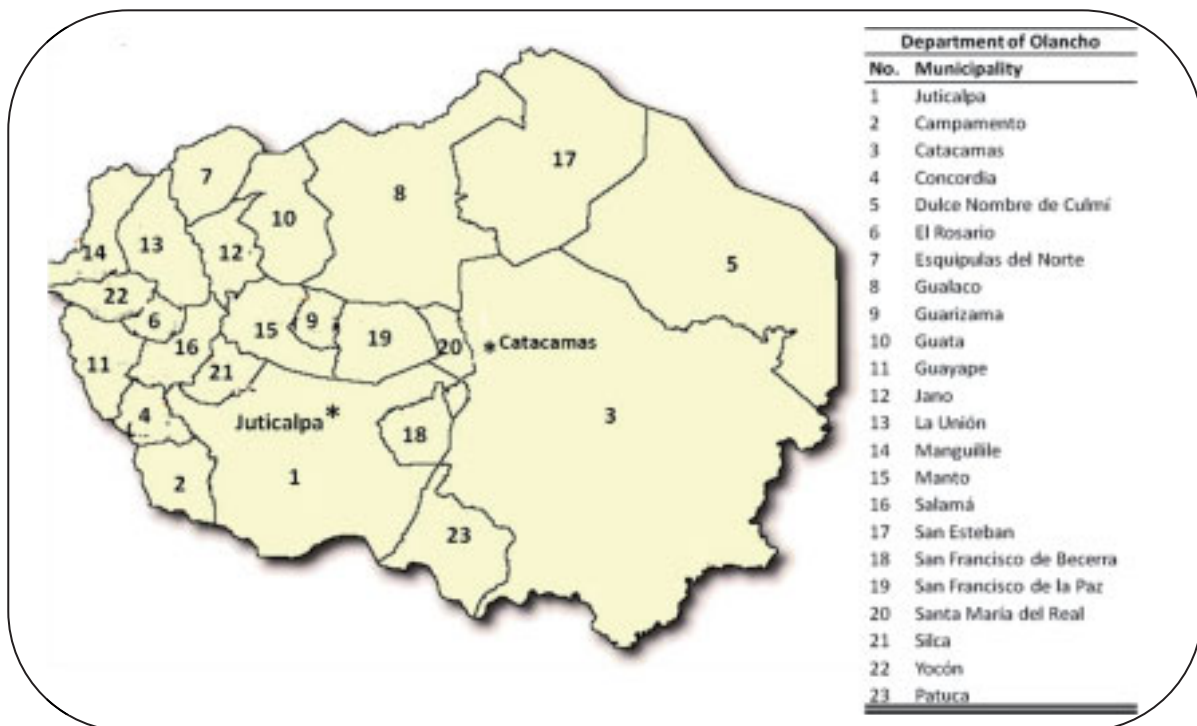 17
7
8
10
13
12
14
5
22
9
6
15
19
16
20
* Catacamas
11
21
4
3
Juticalpa *
18
2
1
23
Department of Olancho
No. Municipality
1 Juticalpa
2 Campamento
3 Catacamas
4 Concordia
5 Dulce Nombre de Culmí
6 El Rosario
7 Esquipulas del Norte
8 Gualaco
9 Guarizama
10 Guata
11 Guayape
12 Jano
13 La Unión
14 Manguilile
15 Manto
16 Salamá
17 San Esteban
18 San Francisco de Becerra
19 San Francisco de la Paz
20 Santa María del Real
21 Silca
22 Yocón
23 Patuca